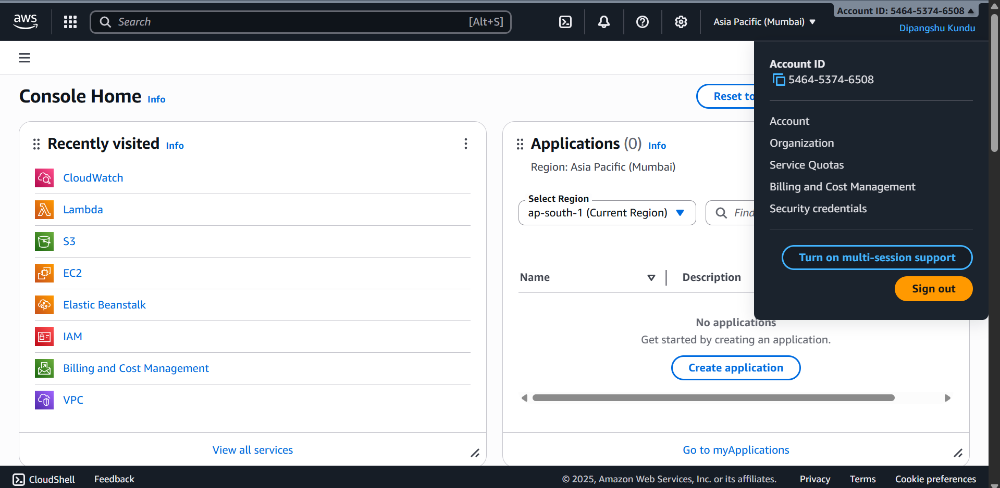 aws
Search [Alt+S]
Asia Pacific (Mumbai)
Account ID: 5464-5374-6508
Dipangshu Kundu
Account ID
5464-5374-6508
Account
Organization
Service Quotas
Billing and Cost Management
Security credentials
Turn on multi-session support
Sign out
Console Home Info
Reset to
Recently visited Info
CloudWatch
Lambda
S3
EC2
Elastic Beanstalk
IAM
Billing and Cost Management
VPC
View all services
Applications (0) Info
Region: Asia Pacific (Mumbai)
Select Region
ap-south-1 (Current Region)
Find
Name Description
No applications
Get started by creating an application.
Create application
Go to myApplications
CloudShell Feedback © 2025, Amazon Web Services, Inc. or its affiliates. Privacy Terms Cookie preferences